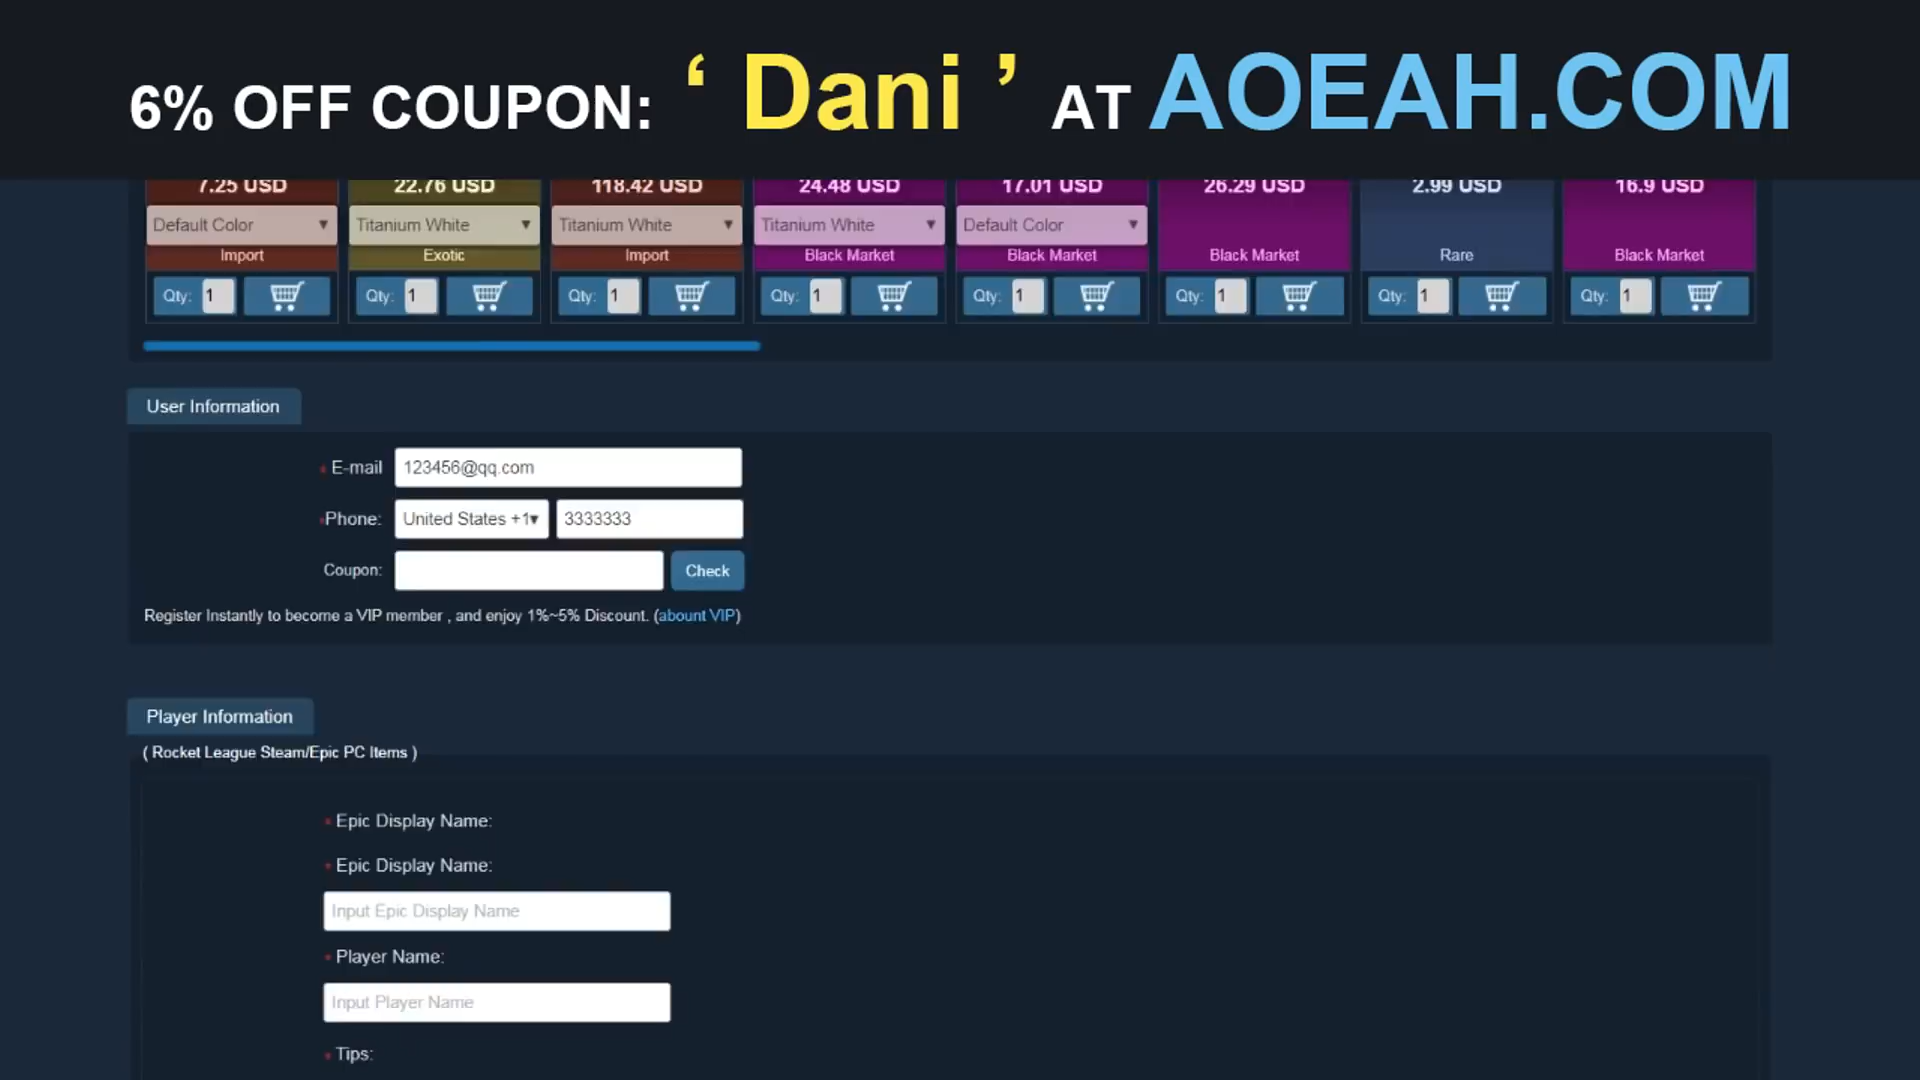 6% OFF COUPON: ‘ Dani ’ AT AOEAH.COM
7.25 USD 22.76 USD 118.42 USD 24.48 USD 17.01 USD 26.29 USD 2.99 USD 16.9 USD
Default Color Titanium White Titanium White Titanium White Default Color
Import Exotic Import Black Market Black Market Black Market Rare Black Market
Qty: 1 Qty: 1 Qty: 1 Qty: 1 Qty: 1 Qty: 1 Qty: 1 Qty: 1
User Information
* E-mail 123456@qq.com
*Phone: United States +1 3333333
Coupon: Check
Register Instantly to become a VIP member , and enjoy 1%~5% Discount. (abount VIP)
Player Information
( Rocket League Steam/Epic PC Items )
* Epic Display Name:
* Epic Display Name:
Input Epic Display Name
* Player Name:
Input Player Name
* Tips: